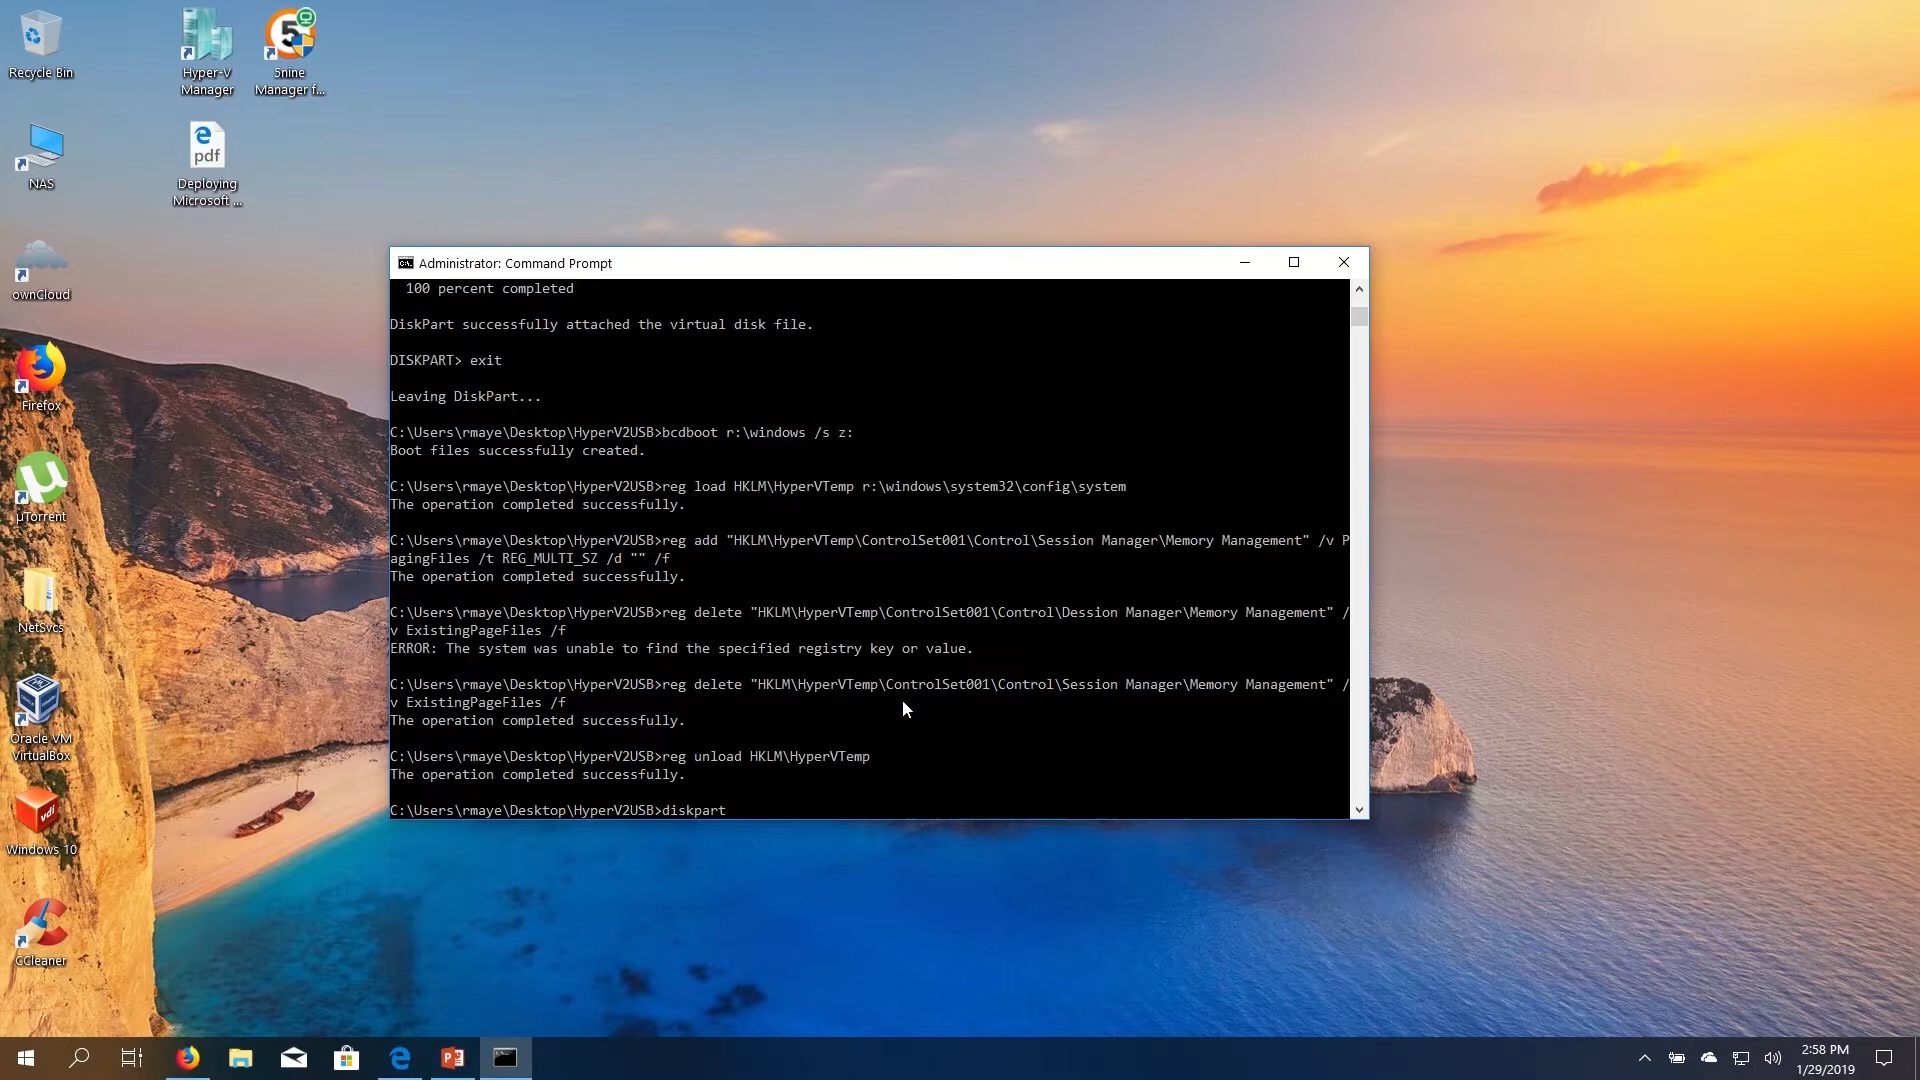 Recycle Bin
Hyper-V
Manager
5
5nine
Manager f...
NAS
pdf
Deploying
Microsoft ...
ownCloud
Firefox
µ
µTorrent
NetSvcs
Oracle VM
VirtualBox
vdi
Windows 10
CCleaner
Administrator: Command Prompt
100 percent completed
DiskPart successfully attached the virtual disk file.
DISKPART> exit
Leaving DiskPart...
C:\Users\rmaye\Desktop\HyperV2USB>bcdboot r:\windows /s z:
Boot files successfully created.
C:\Users\rmaye\Desktop\HyperV2USB>reg load HKLM\HyperVTemp r:\windows\system32\config\system
The operation completed successfully.
C:\Users\rmaye\Desktop\HyperV2USB>reg add "HKLM\HyperVTemp\ControlSet001\Control\Session Manager\Memory Management" /v P
agingFiles /t REG_MULTI_SZ /d "" /f
The operation completed successfully.
C:\Users\rmaye\Desktop\HyperV2USB>reg delete "HKLM\HyperVTemp\ControlSet001\Control\Dession Manager\Memory Management" /
v ExistingPageFiles /f
ERROR: The system was unable to find the specified registry key or value.
C:\Users\rmaye\Desktop\HyperV2USB>reg delete "HKLM\HyperVTemp\ControlSet001\Control\Session Manager\Memory Management" /
v ExistingPageFiles /f
The operation completed successfully.
C:\Users\rmaye\Desktop\HyperV2USB>reg unload HKLM\HyperVTemp
The operation completed successfully.
C:\Users\rmaye\Desktop\HyperV2USB>diskpart
2:58 PM
1/29/2019